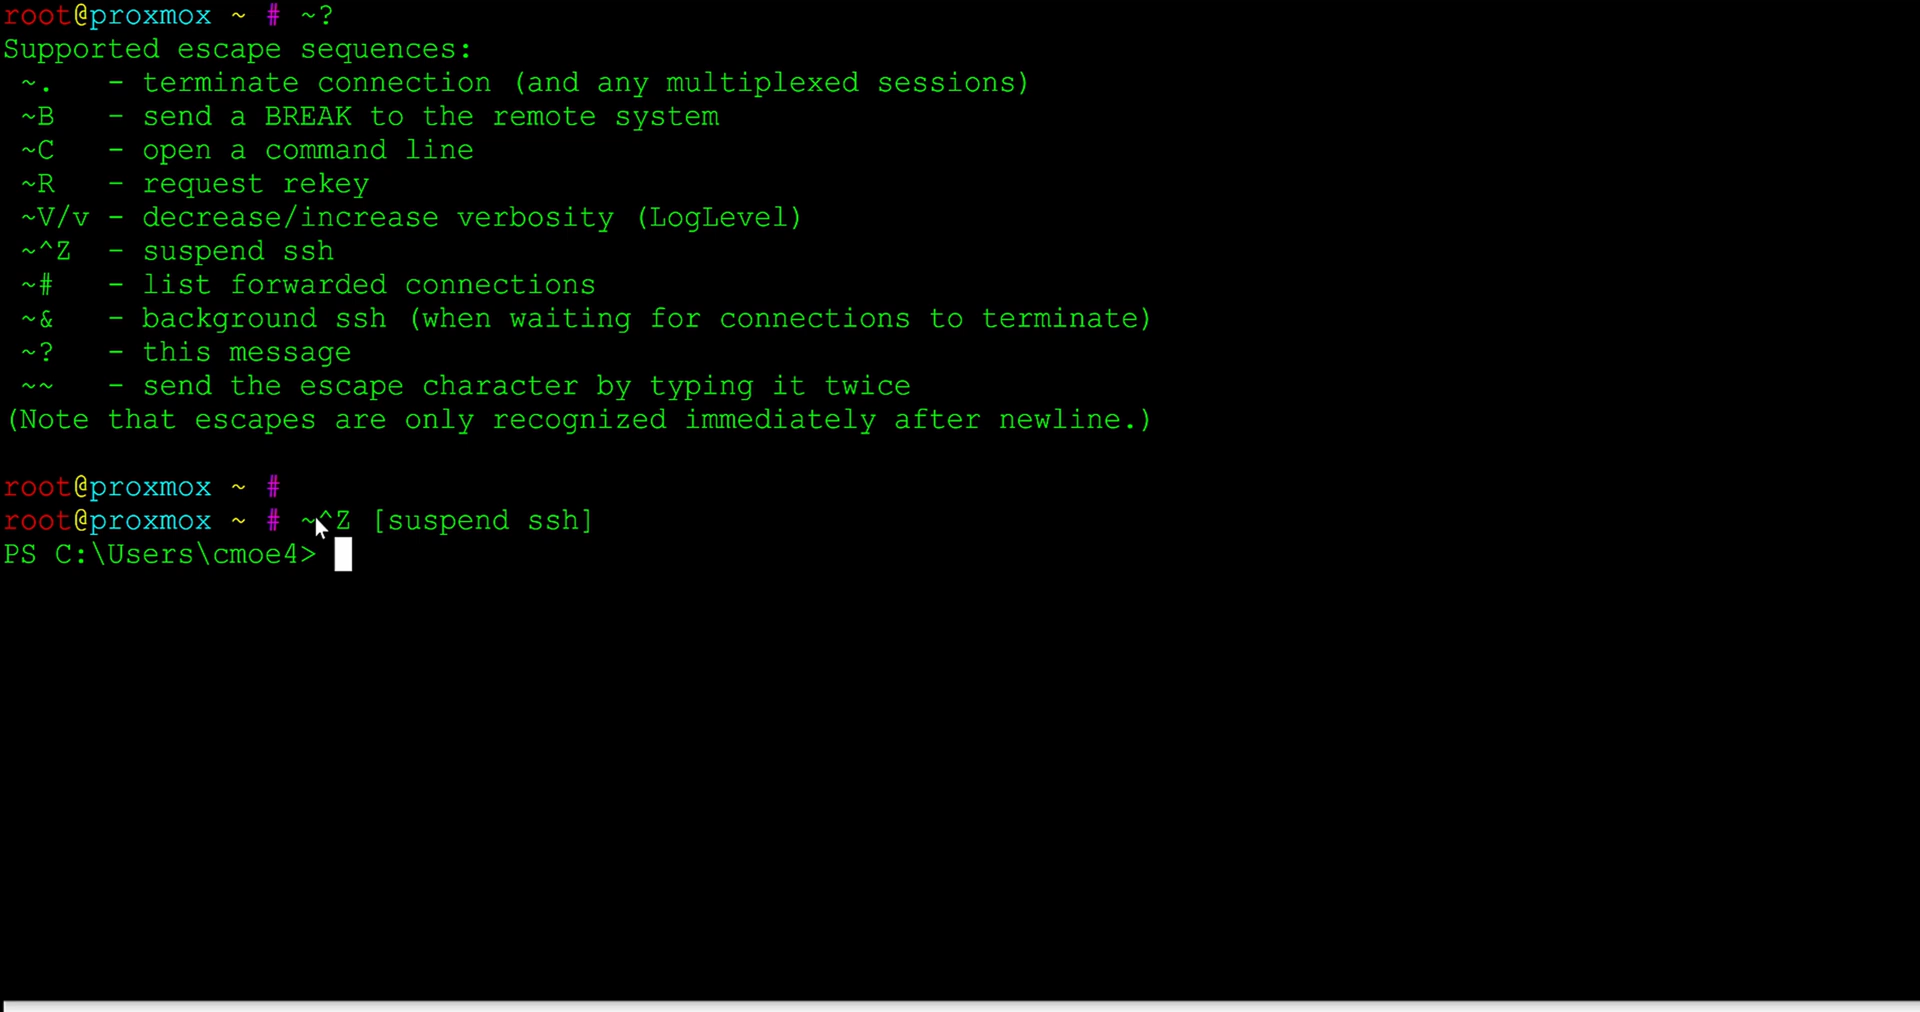 root@proxmox ~ # ~?
Supported escape sequences:
 ~.   - terminate connection (and any multiplexed sessions)
 ~B   - send a BREAK to the remote system
 ~C   - open a command line
 ~R   - request rekey
 ~V/v - decrease/increase verbosity (LogLevel)
 ~^Z  - suspend ssh
 ~#   - list forwarded connections
 ~&   - background ssh (when waiting for connections to terminate)
 ~?   - this message
 ~~   - send the escape character by typing it twice
(Note that escapes are only recognized immediately after newline.)
root@proxmox ~ #
root@proxmox ~ # ~^Z [suspend ssh]
PS C:\Users\cmoe4>